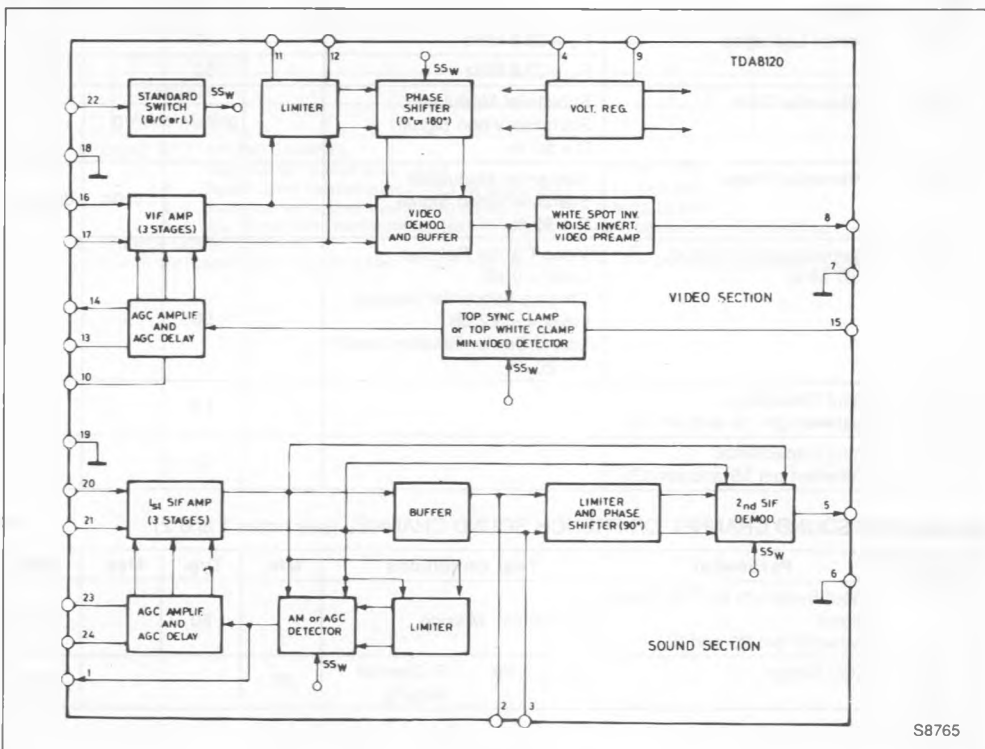 11
12
4
9
TDA8120
SSW
22
STANDARD
SWITCH
(B/G or L)
SSW
LIMITER
PHASE
SHIFTER
(0° or 180°)
VOLT. REG.
18
16
17
VIF AMP
(3 STAGES)
VIDEO
DEMOD.
AND BUFFER
WHTE SPOT INV.
NOISE INVERT.
VIDEO PREAMP
8
7
VIDEO SECTION
14
13
10
AGC AMPLIF.
AND
AGC DELAY
TOP SYNC CLAMP
or TOP WHITE CLAMP
MIN. VIDEO DETECTOR
15
SSW
19
20
21
1st SIF AMP
(3 STAGES)
BUFFER
LIMITER
AND PHASE
SHIFTER (90°)
2nd SIF
DEMOD
5
SSW
6
23
24
1
AGC AMPLIF.
AND
AGC DELAY
AM or AGC
DETECTOR
LIMITER
SSW
SOUND SECTION
2
3
S8765